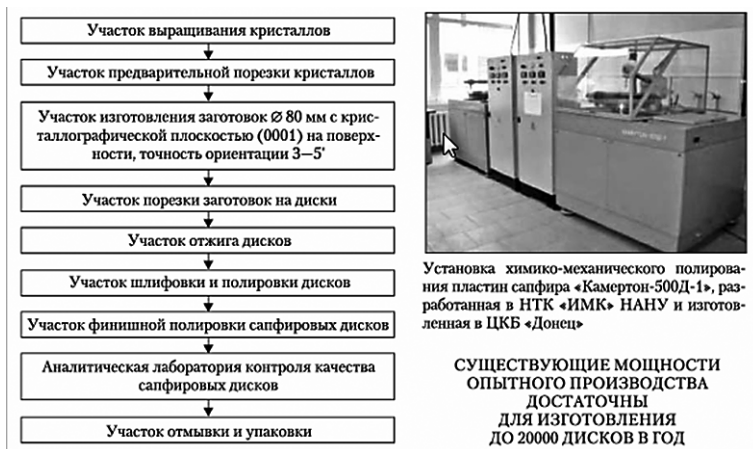 Участок выращивания кристаллов
Участок предварительной порезки кристаллов
Участок изготовления заготовок ∅ 80 мм с крис-
таллографической плоскостью (0001) на поверх-
ности, точность ориентации 3—5'
Участок порезки заготовок на диски
Участок отжига дисков
Участок шлифовки и полировки дисков
Участок финишной полировки сапфировых дисков
Аналитическая лаборатория контроля качества
сапфировых дисков
Участок отмывки и упаковки
Установка химико-механического полирова-
ния пластин сапфира «Камертон-500Д-1», раз-
работанная в НТК «ИМК» НАНУ и изготов-
ленная в ЦКБ «Донец»
СУЩЕСТВУЮЩИЕ МОЩНОСТИ
ОПЫТНОГО ПРОИЗВОДСТВА
ДОСТАТОЧНЫ
ДЛЯ ИЗГОТОВЛЕНИЯ
ДО 20000 ДИСКОВ В ГОД